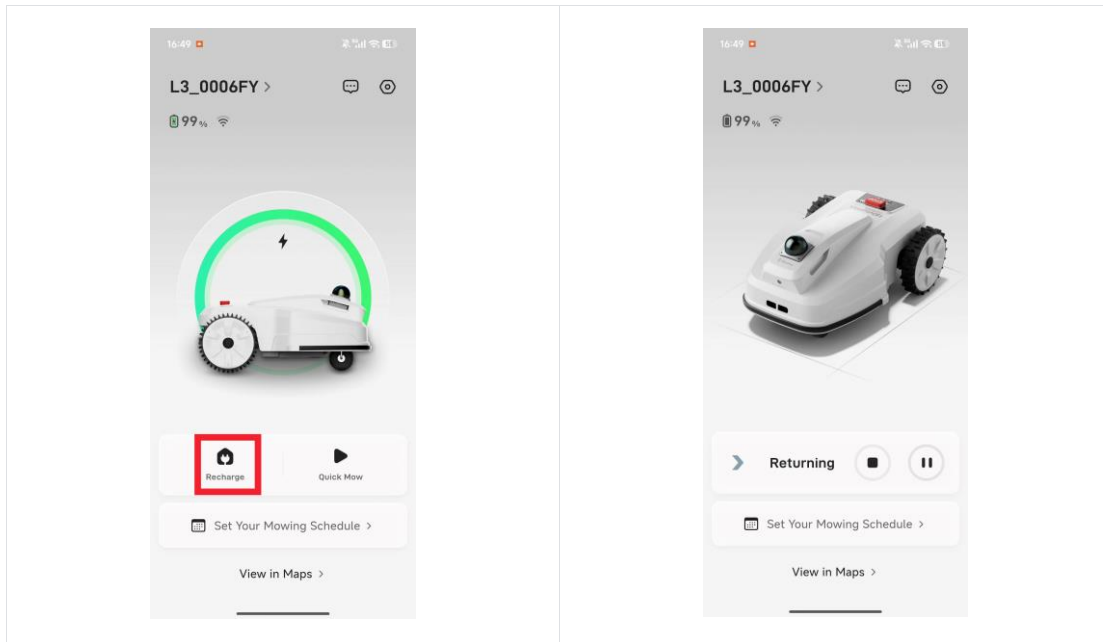 16:49
L3_0006FY >
99%
Recharge
Quick Mow
Set Your Mowing Schedule >
View in Maps >
16:49
L3_0006FY >
99%
Returning
Set Your Mowing Schedule >
View in Maps >